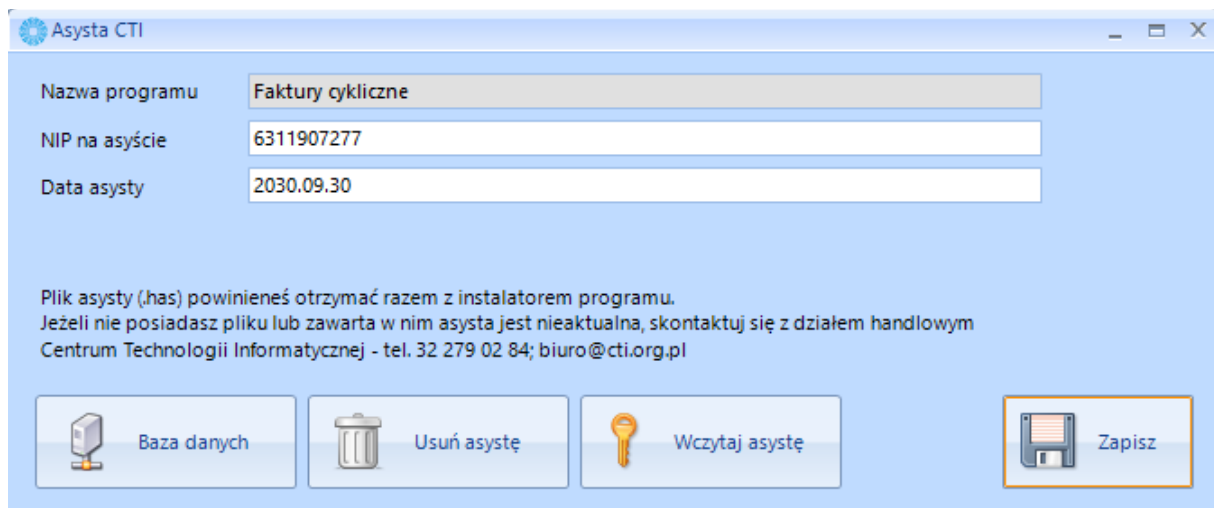 Asysta CTI
Nazwa programu Faktury cykliczne
NIP na asyście 6311907277
Data asysty 2030.09.30
Plik asysty (.has) powinieneś otrzymać razem z instalatorem programu.
Jeżeli nie posiadasz pliku lub zawarta w nim asysta jest nieaktualna, skontaktuj się z działem handlowym
Centrum Technologii Informatycznej - tel. 32 279 02 84; biuro@cti.org.pl
Baza danych Usuń asystę Wczytaj asystę Zapisz